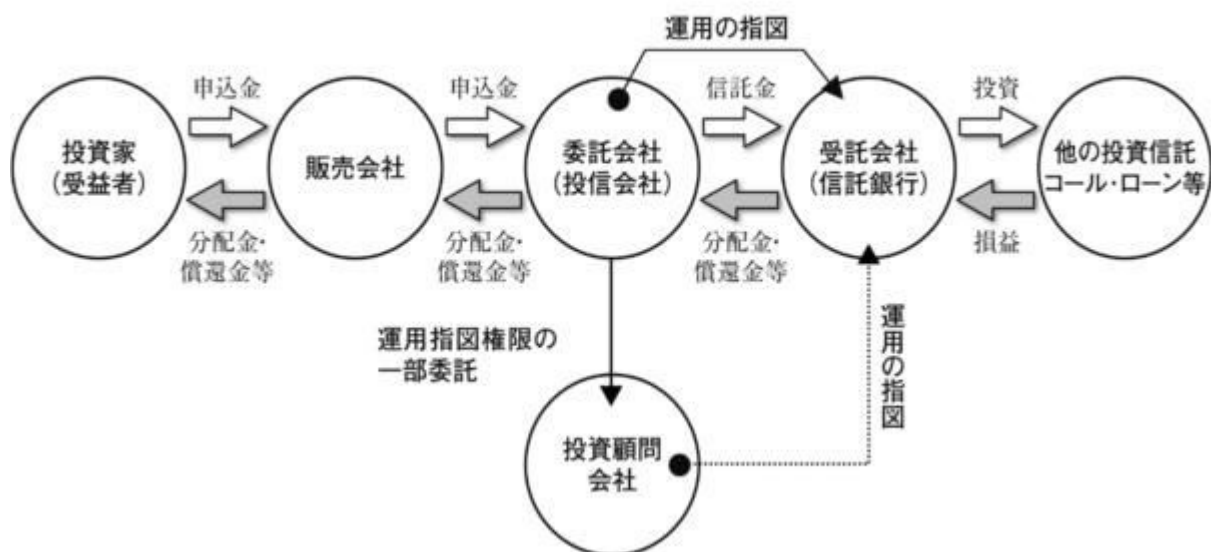 運用の指図
申込金
申込金
信託金
投資
投資家
（受益者）
販売会社
委託会社
（投信会社）
受託会社
（信託銀行）
他の投資信託
コール・ローン等
分配金・
償還金等
分配金・
償還金等
分配金・
償還金等
損益
運用指図権限の
一部委託
運用の指図
投資顧問
会社